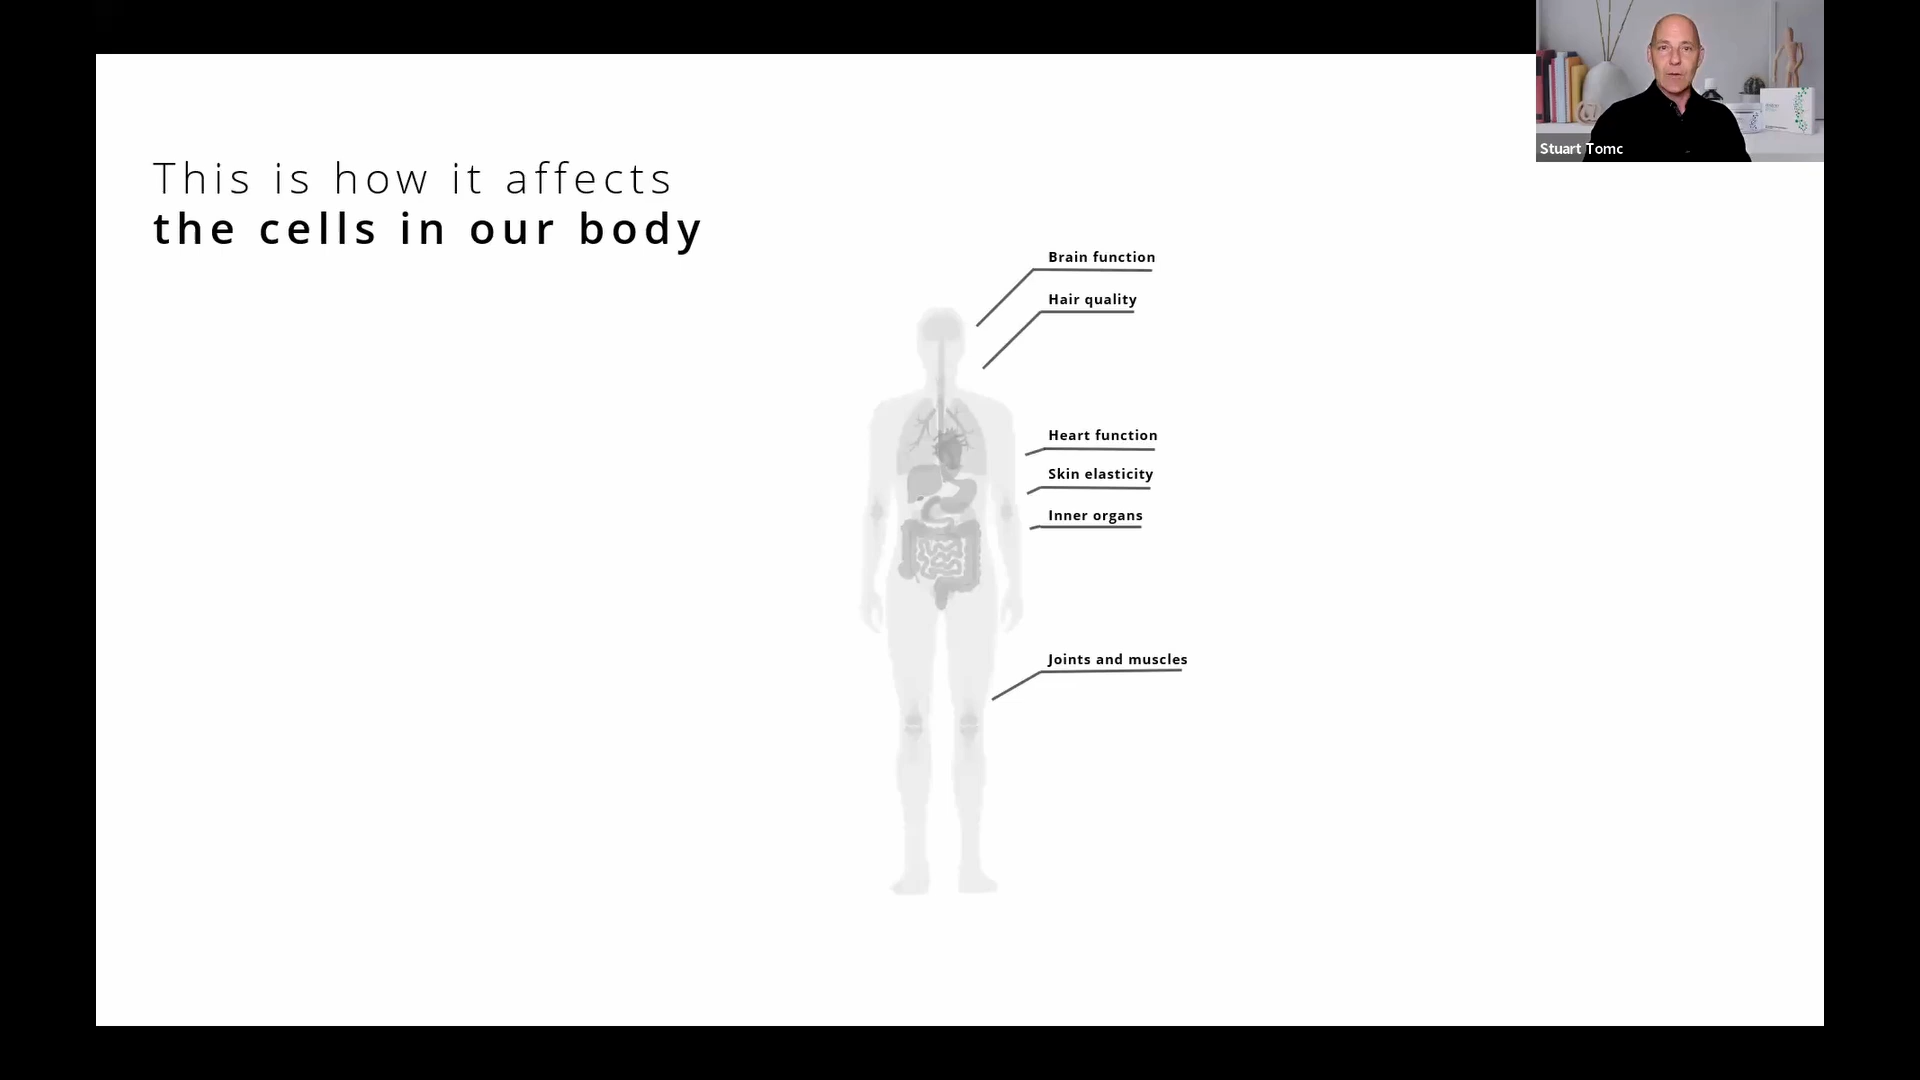 Stuart Tomc
This is how it affects
the cells in our body
Brain function
Hair quality
Heart function
Skin elasticity
Inner organs
Joints and muscles